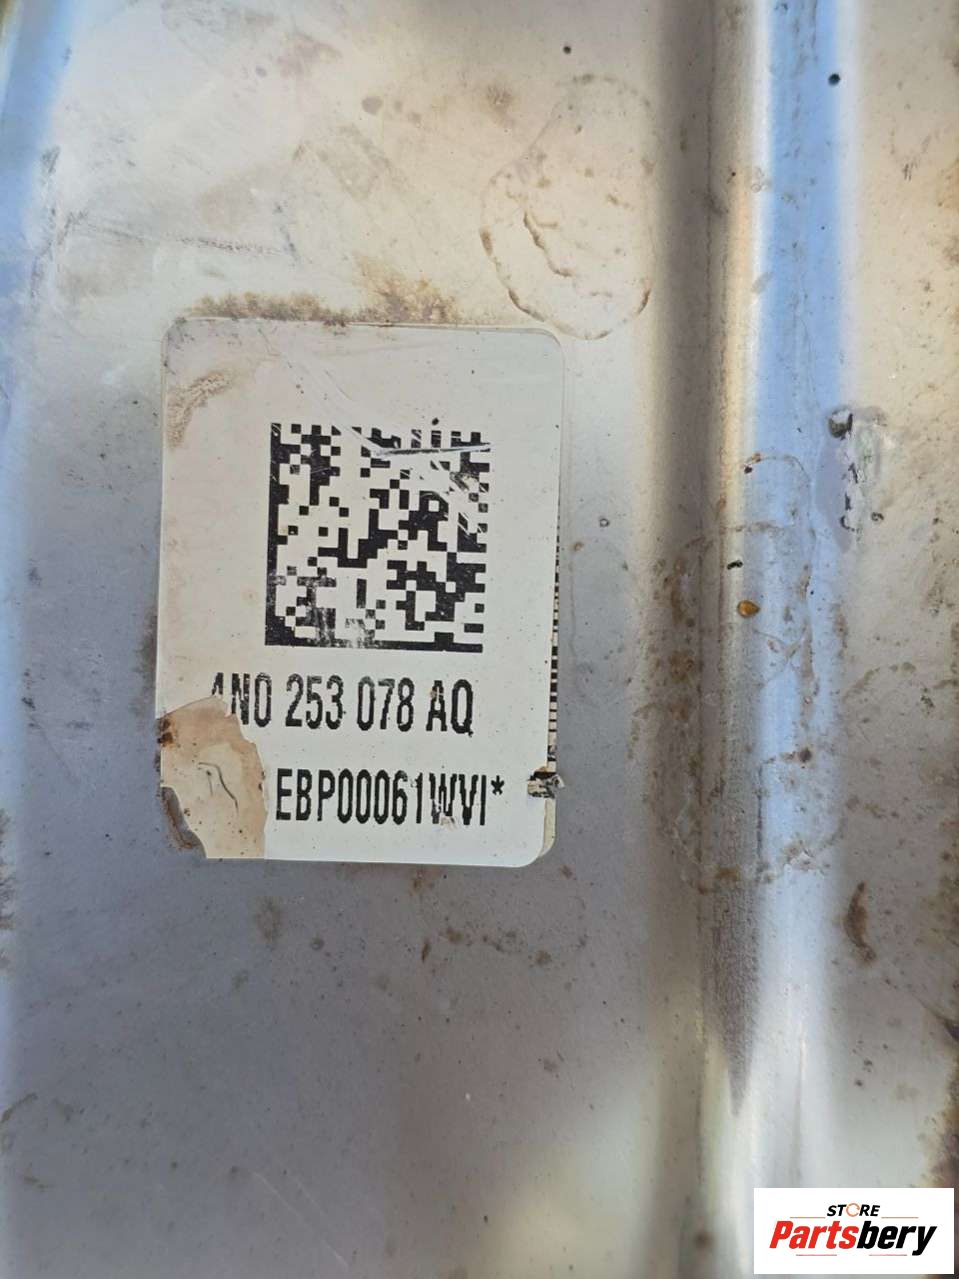 4N0 253 078 AQ
EBP00061WVI*
STORE
Partsbery